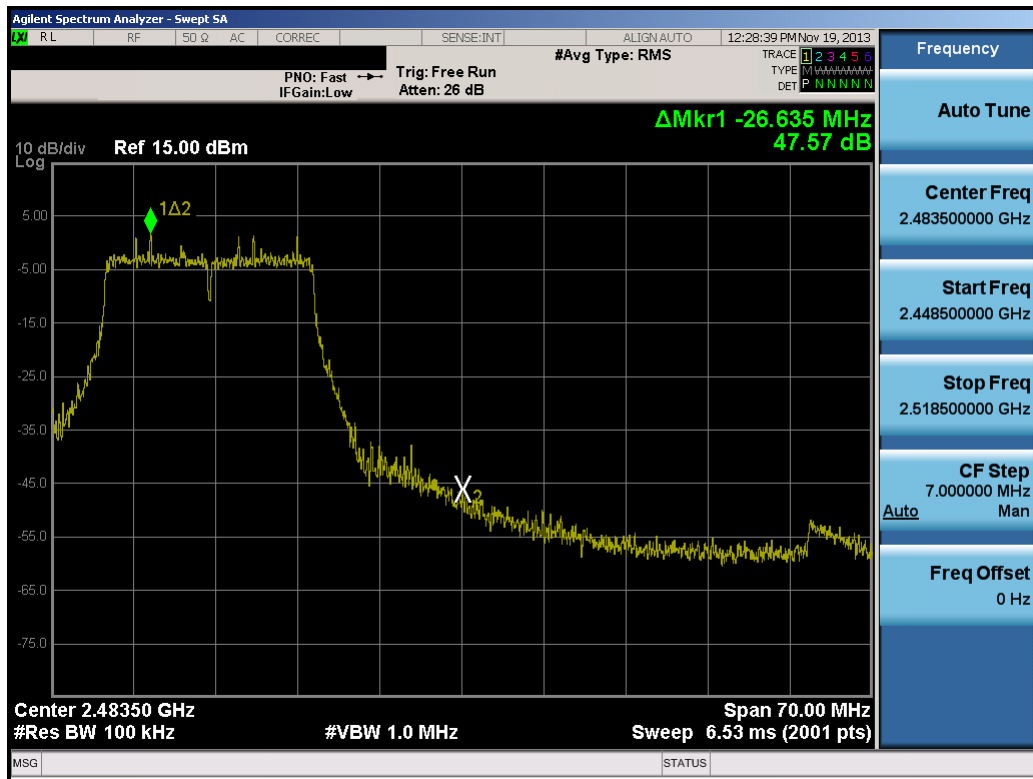 Agilent Spectrum Analyzer - Swept SA
LXI RL RF 50 Ω AC CORREC SENSE:INT ALIGN AUTO 12:28:39 PM Nov 19, 2013
#Avg Type: RMS
TRACE 1 2 3 4 5 6
PNO: Fast Trig: Free Run
TYPE M WWWWW
IFGain:Low Atten: 26 dB
DET P N N N N N
ΔMkr1 -26.635 MHz
47.57 dB
10 dB/div Ref 15.00 dBm
Log
1Δ2
5.00
-5.00
-15.0
-25.0
-35.0
-45.0
2
-55.0
-65.0
-75.0
Center 2.48350 GHz Span 70.00 MHz
#Res BW 100 kHz #VBW 1.0 MHz Sweep 6.53 ms (2001 pts)
MSG STATUS
Frequency
Auto Tune
Center Freq
2.483500000 GHz
Start Freq
2.448500000 GHz
Stop Freq
2.518500000 GHz
CF Step
7.000000 MHz
Auto Man
Freq Offset
0 Hz